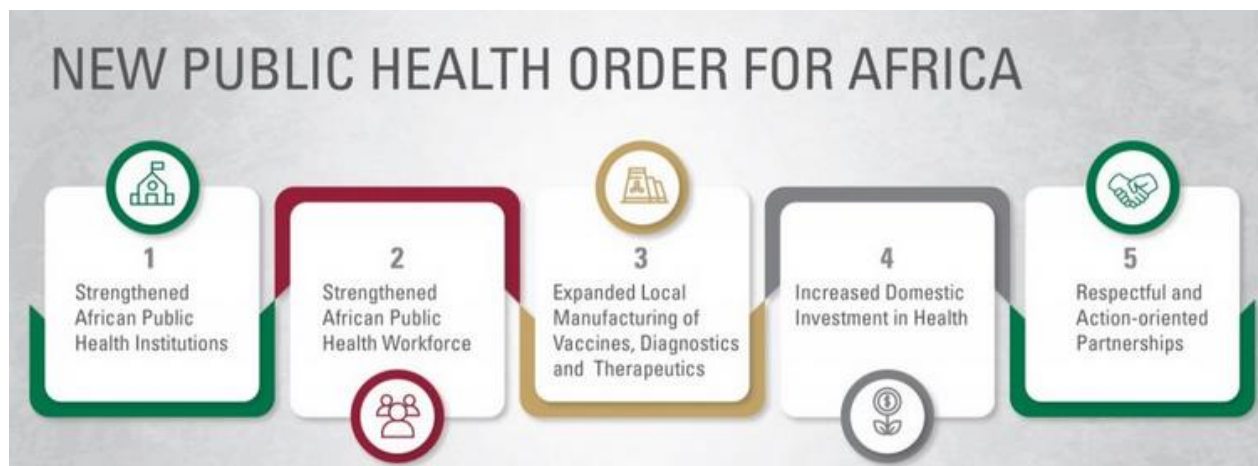 NEW PUBLIC HEALTH ORDER FOR AFRICA
1
Strengthened
African Public
Health Institutions
2
Strengthened
African Public
Health Workforce
3
Expanded Local
Manufacturing of
Vaccines, Diagnostics
and Therapeutics
4
Increased Domestic
Investment in Health
$
5
Respectful and
Action-oriented
Partnerships